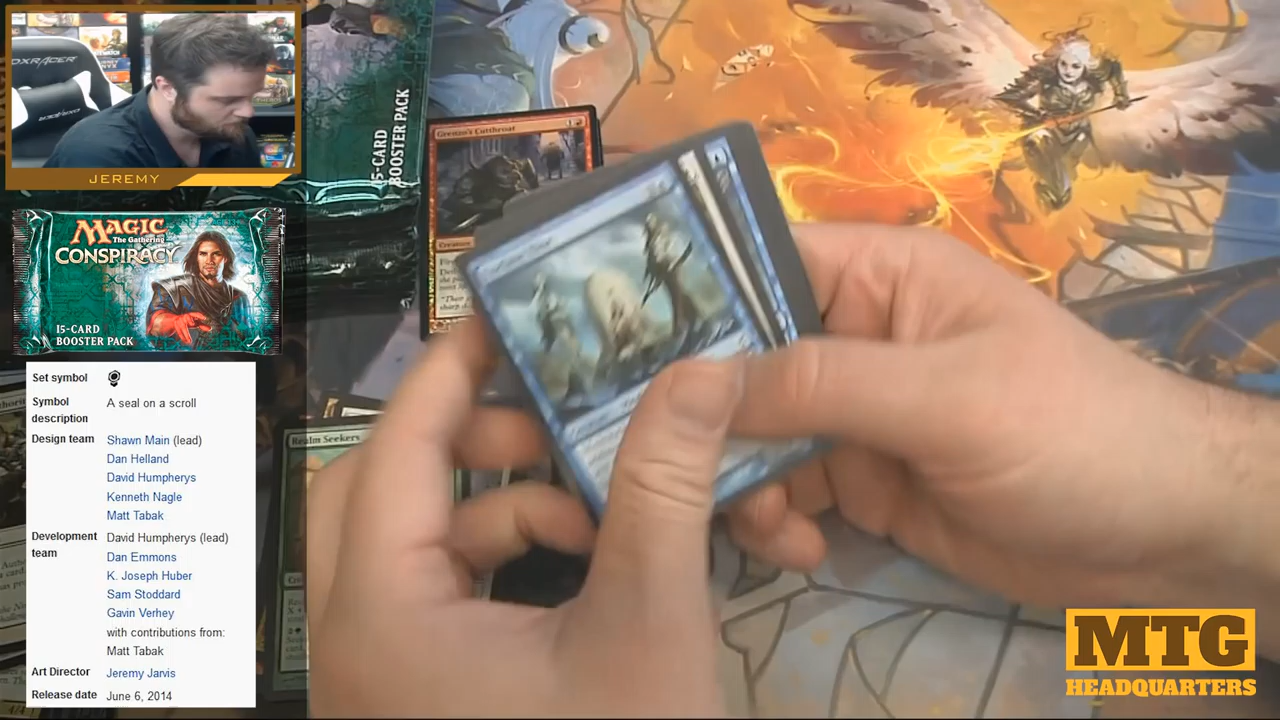 DXRACER
JEREMY
MAGIC
The Gathering
CONSPIRACY
15-CARD
BOOSTER PACK
Set symbol
Symbol description
A seal on a scroll
Design team
Shawn Main (lead)
Dan Helland
David Humpherys
Kenneth Nagle
Matt Tabak
Development team
David Humpherys (lead)
Dan Emmons
K. Joseph Huber
Sam Stoddard
Gavin Verhey
with contributions from:
Matt Tabak
Art Director
Jeremy Jarvis
Release date
June 6, 2014
15-CARD
BOOSTER PACK
Grenzo's Cutthroat
Creature
Realm Seekers
MTG
HEADQUARTERS